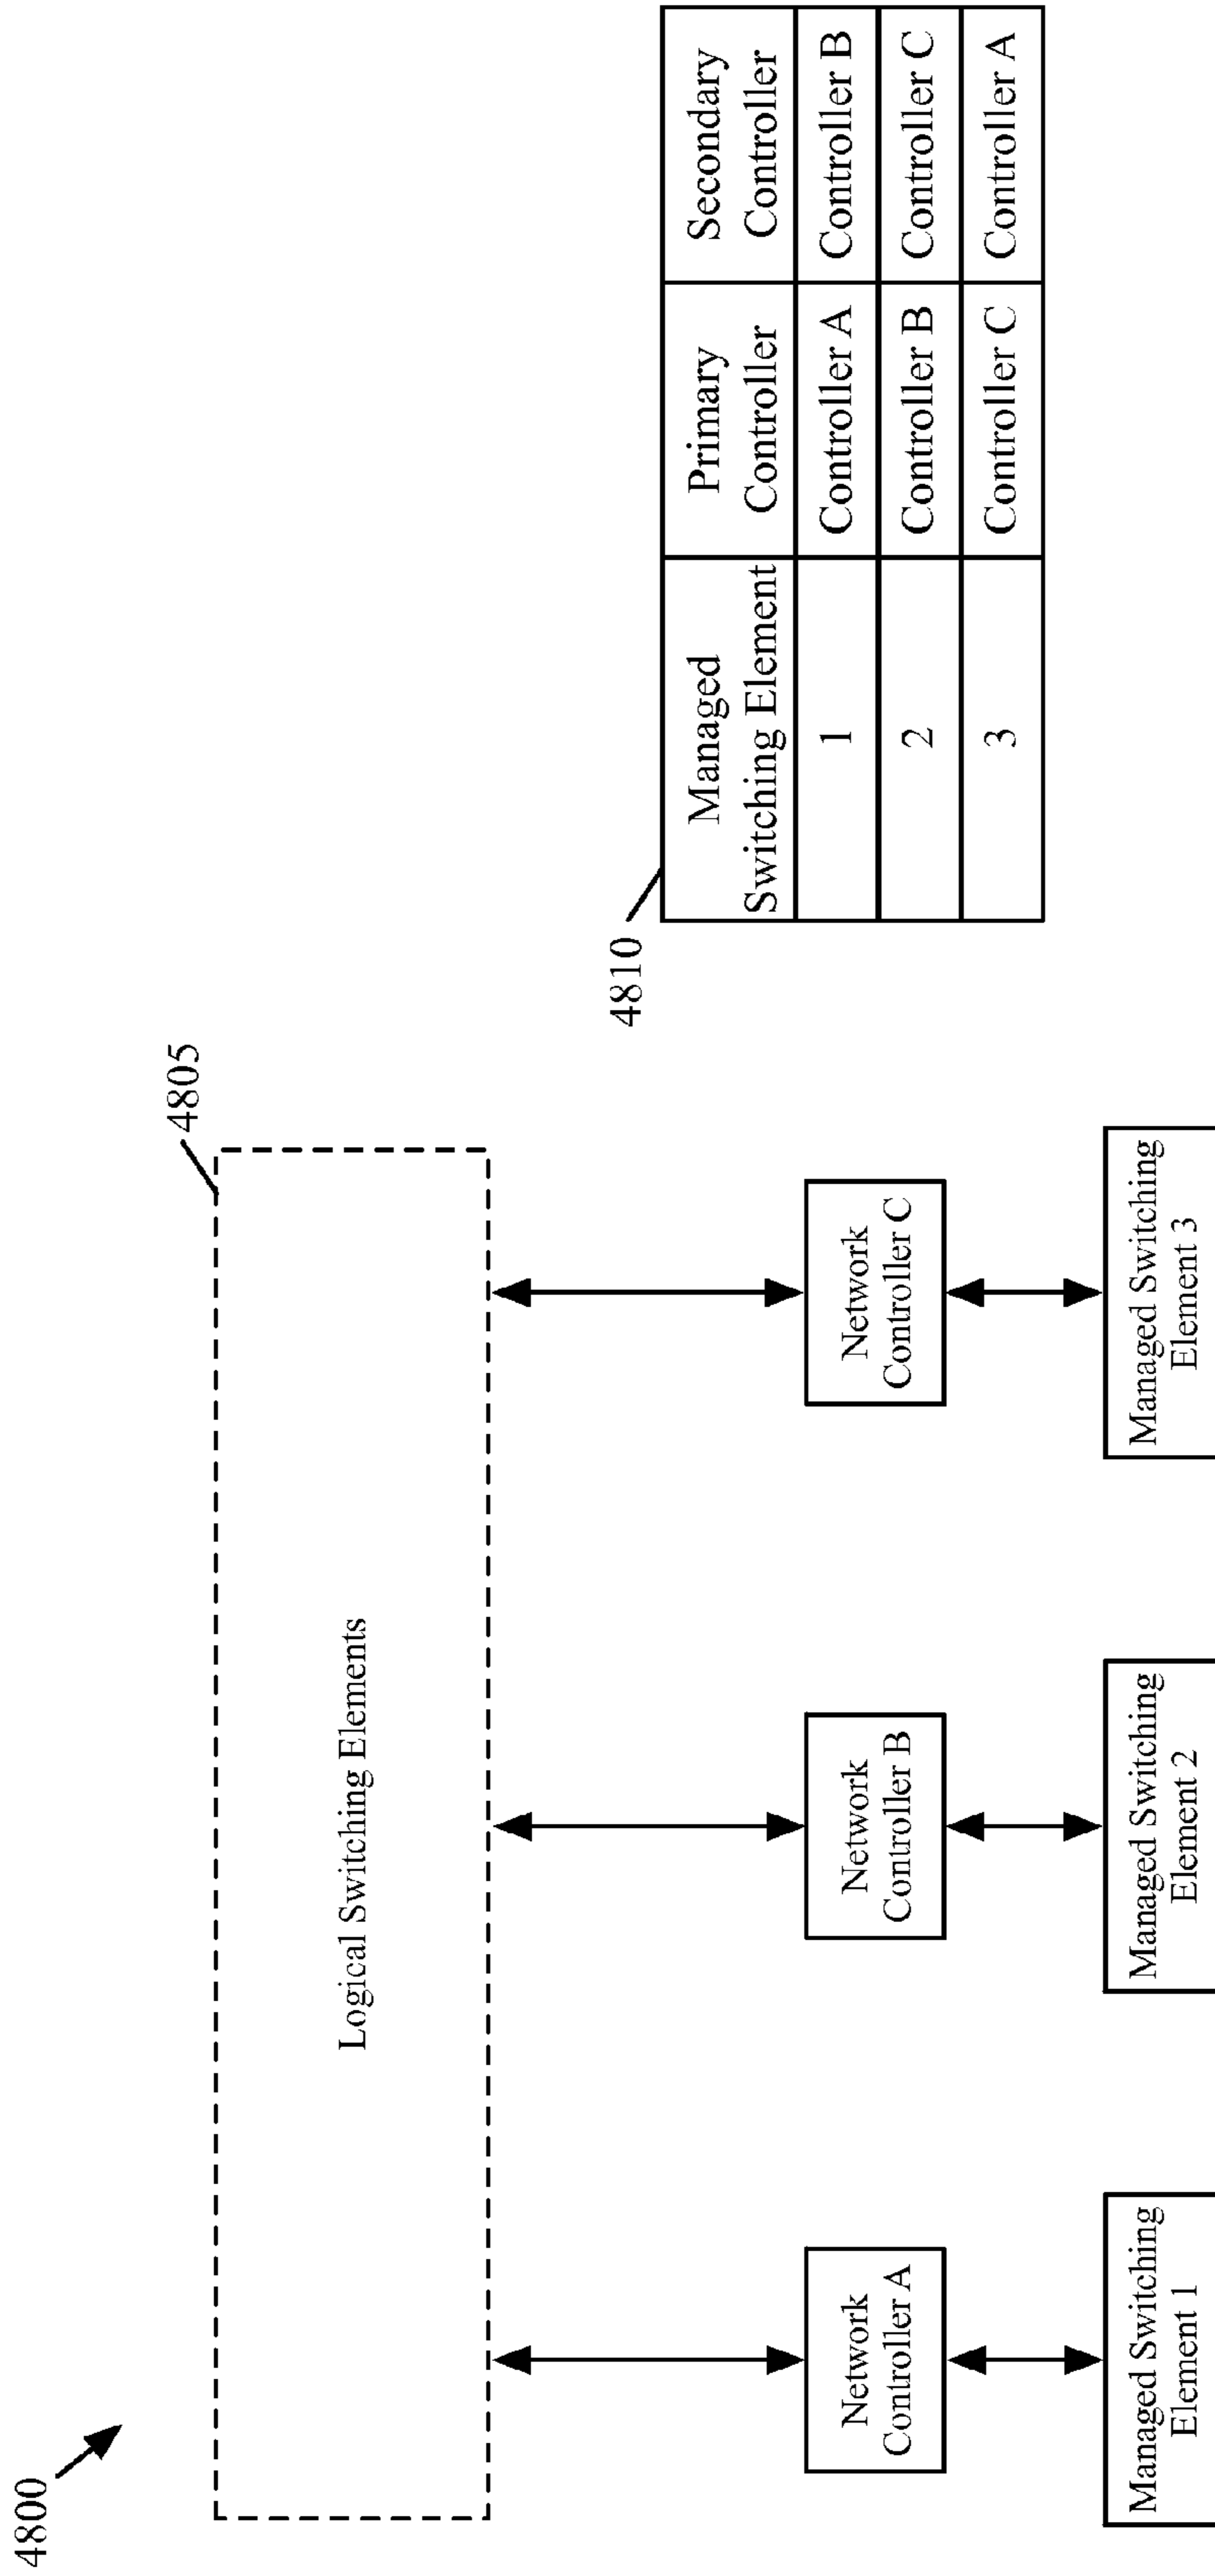 4800
4805
Logical Switching Elements
Network
Controller A
Network
Controller B
Network
Controller C
Managed Switching
Element 1
Managed Switching
Element 2
Managed Switching
Element 3
4810
Managed
Switching Element
Primary
Controller
Secondary
Controller
1
Controller A
Controller B
2
Controller B
Controller C
3
Controller C
Controller A